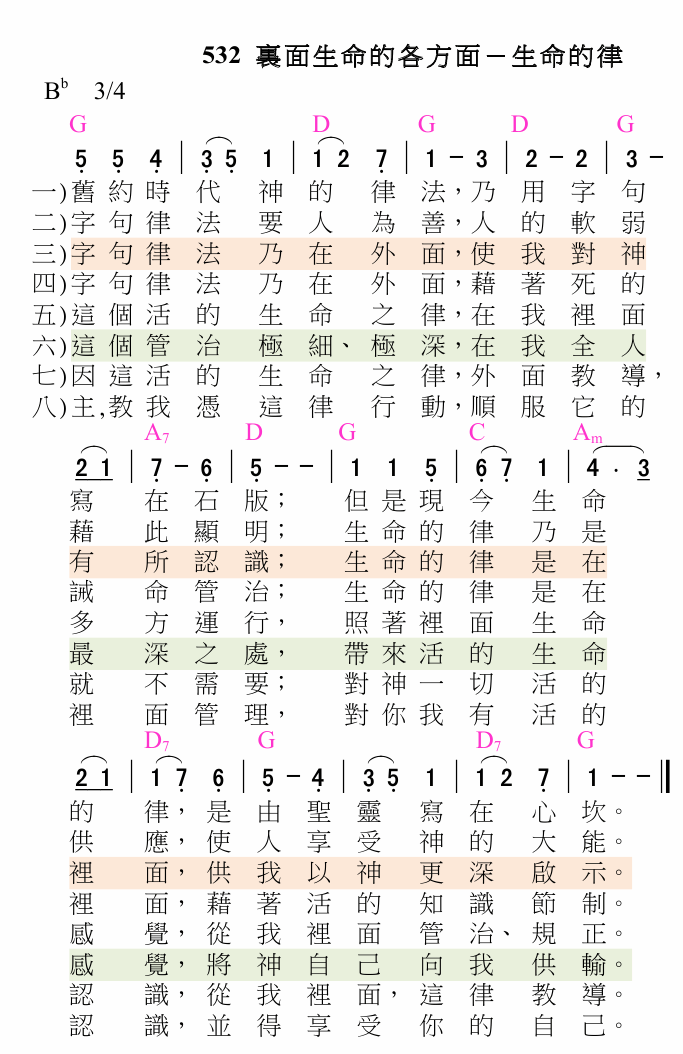 532 裏面生命的各方面－生命的律
Bb 3/4
G D G D G
5 5 4 | 3 5 1 | 1 2 7 | 1 - 3 | 2 - 2 | 3 -
一)舊約時代神的律法，乃用字句
二)字句律法要人為善，人的軟弱
三)字句律法乃在外面，使我對神
四)字句律法乃在外面，藉著死的
五)這個活的生命之律，在我裡面
六)這個管治極細、極深，在我全人
七)因這活的生命之律，外面教導，
八)主,教我憑這律行動，順服它的
A7 D G C Am
2 1 | 7 - 6 | 5 - - | 1 1 5 | 6 7 1 | 4 . 3
寫在石版；但是現今生命
藉此顯明；生命的律乃是
有所認識；生命的律是在
誡命管治；生命的律是在
多方運行，照著裡面生命
最深之處，帶來活的生命
就不需要；對神一切活的
裡面管理，對你我有活的
D7 G D7 G
2 1 | 1 7 6 | 5 - 4 | 3 5 1 | 1 2 7 | 1 - - ‖
的律，是由聖靈寫在心坎。
供應，使人享受神的大能。
裡面，供我以神更深啟示。
裡面，藉著活的知識節制。
感覺，從我裡面管治、規正。
感覺，將神自己向我供輸。
認識，從我裡面，這律教導。
認識，並得享受你的自己。